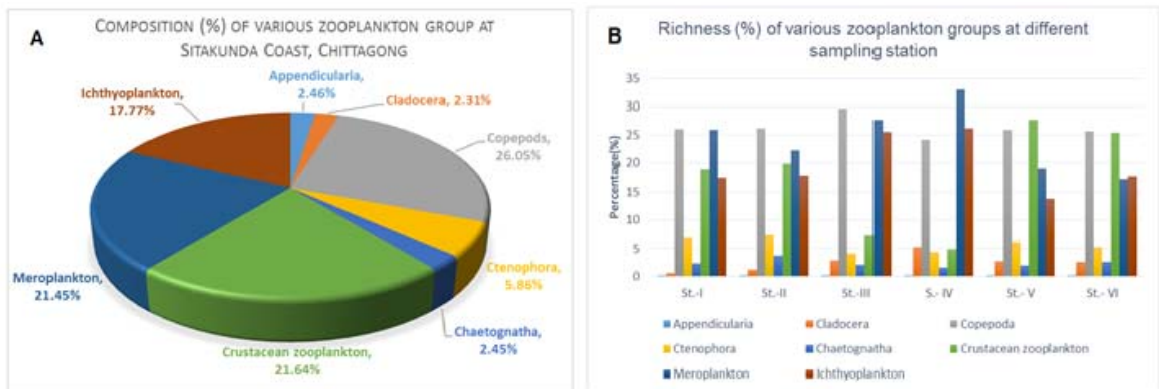 A
COMPOSITION (%) OF VARIOUS ZOOPLANKTON GROUP AT
SITAKUNDA COAST, CHITTAGONG
Appendicularia,
2.46%
Cladocera, 2.31%
Copepods,
26.05%
Ctenophora,
5.86%
Chaetognatha,
2.45%
Crustacean zooplankton,
21.64%
Meroplankton,
21.45%
Ichthyoplankton,
17.77%
B
Richness (%) of various zooplankton groups at different
sampling station
Percentage(%)
35
30
25
20
15
10
5
0
St.-I St.-II St.-III S.- IV St.- V St.- VI
Appendicularia Cladocera Copepoda
Ctenophora Chaetognatha Crustacean zooplankton
Meroplankton Ichthyoplankton